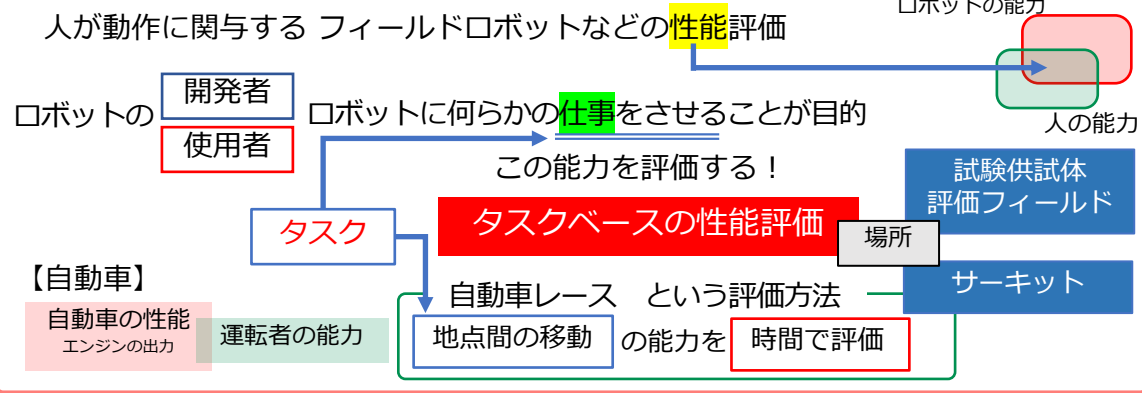 ロボットの能力
人が動作に関与する フィールドロボットなどの性能評価
開発者
ロボットの
ロボットに何らかの仕事をさせることが目的
使用者
人の能力
この能力を評価する！
試験供試体
評価フィールド
タスク
タスクベースの性能評価
場所
【自動車】
サーキット
自動車レース という評価方法
自動車の性能
エンジンの出力
運転者の能力
地点間の移動 の能力を 時間で評価